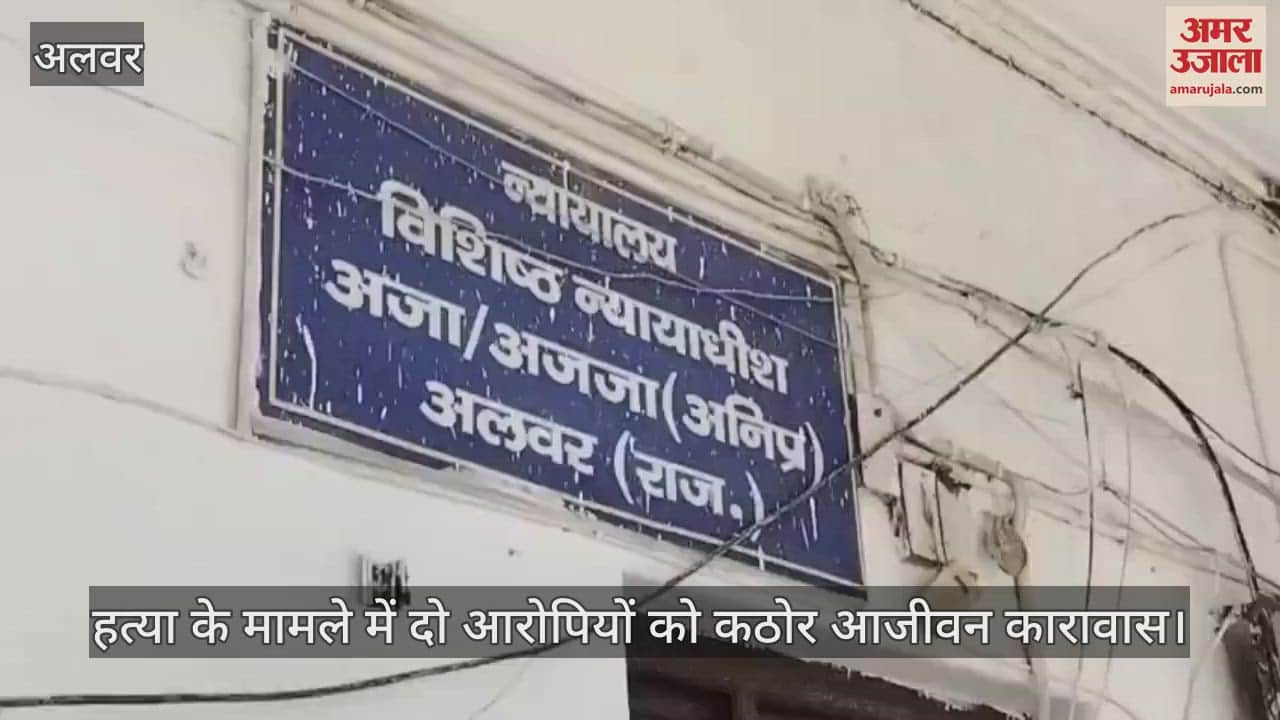 अलवर
अमर
उजाला
amarujala.com
न्यायालय
विशिष्ठ न्यायाधीश
अजा/अजजा(अनिप्र)
अलवर (राज.)
हत्या के मामले में दो आरोपियों को कठोर आजीवन कारावास।